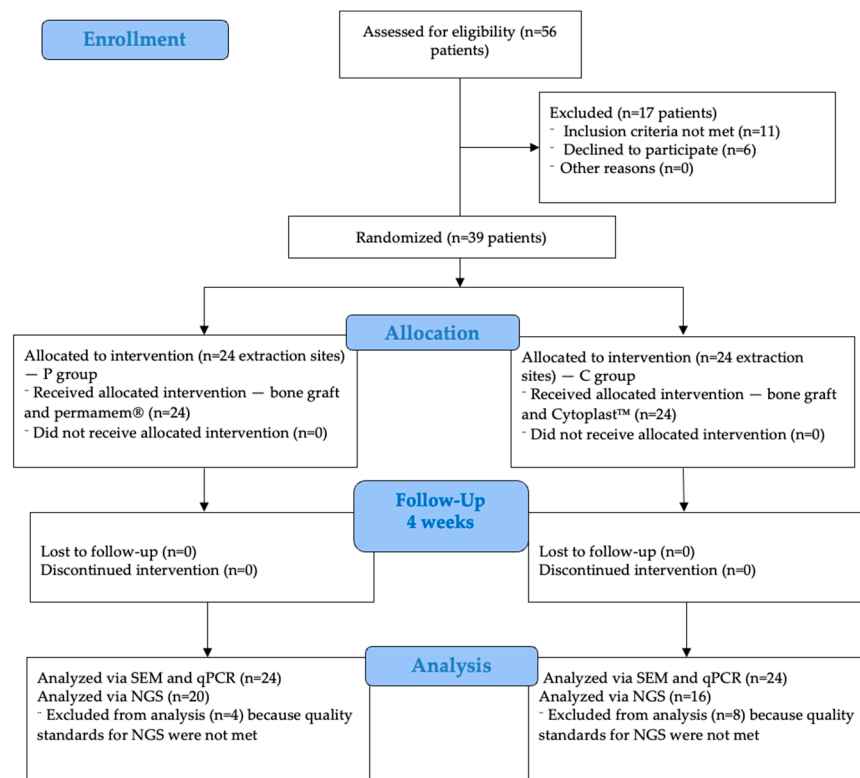 Enrollment
Assessed for eligibility (n=56
patients)
Excluded (n=17 patients)
¨ Inclusion criteria not met (n=11)
¨ Declined to participate (n=6)
¨ Other reasons (n=0)
Randomized (n=39 patients)
Allocation
Allocated to intervention (n=24 extraction sites)
— P group
¨ Received allocated intervention — bone graft
and permamem® (n=24)
¨ Did not receive allocated intervention (n=0)
Allocated to intervention (n=24 extraction
sites) — C group
¨ Received allocated intervention — bone graft
and Cytoplast™ (n=24)
¨ Did not receive allocated intervention (n=0)
Follow-Up
4 weeks
Lost to follow-up (n=0)
Discontinued intervention (n=0)
Lost to follow-up (n=0)
Discontinued intervention (n=0)
Analysis
Analyzed via SEM and qPCR (n=24)
Analyzed via NGS (n=20)
¨ Excluded from analysis (n=4) because quality
standards for NGS were not met
Analyzed via SEM and qPCR (n=24)
Analyzed via NGS (n=16)
¨ Excluded from analysis (n=8) because quality
standards for NGS were not met